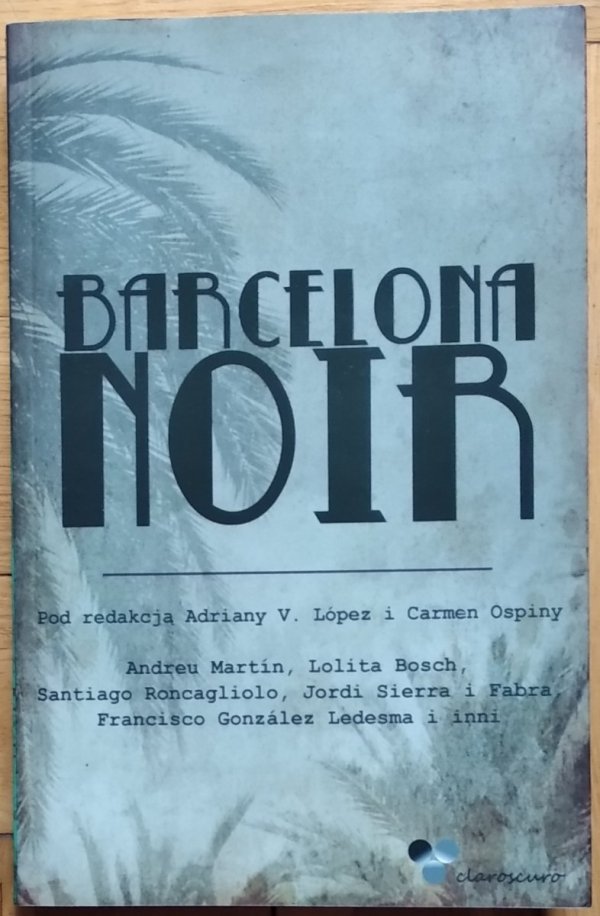 BARCELONA
NOIR
Pod redakcją Adriany V. López i Carmen Ospiny
Andreu Martín, Lolita Bosch,
Santiago Roncagliolo, Jordi Sierra i Fabra,
Francisco González Ledesma i inni
claroscuro